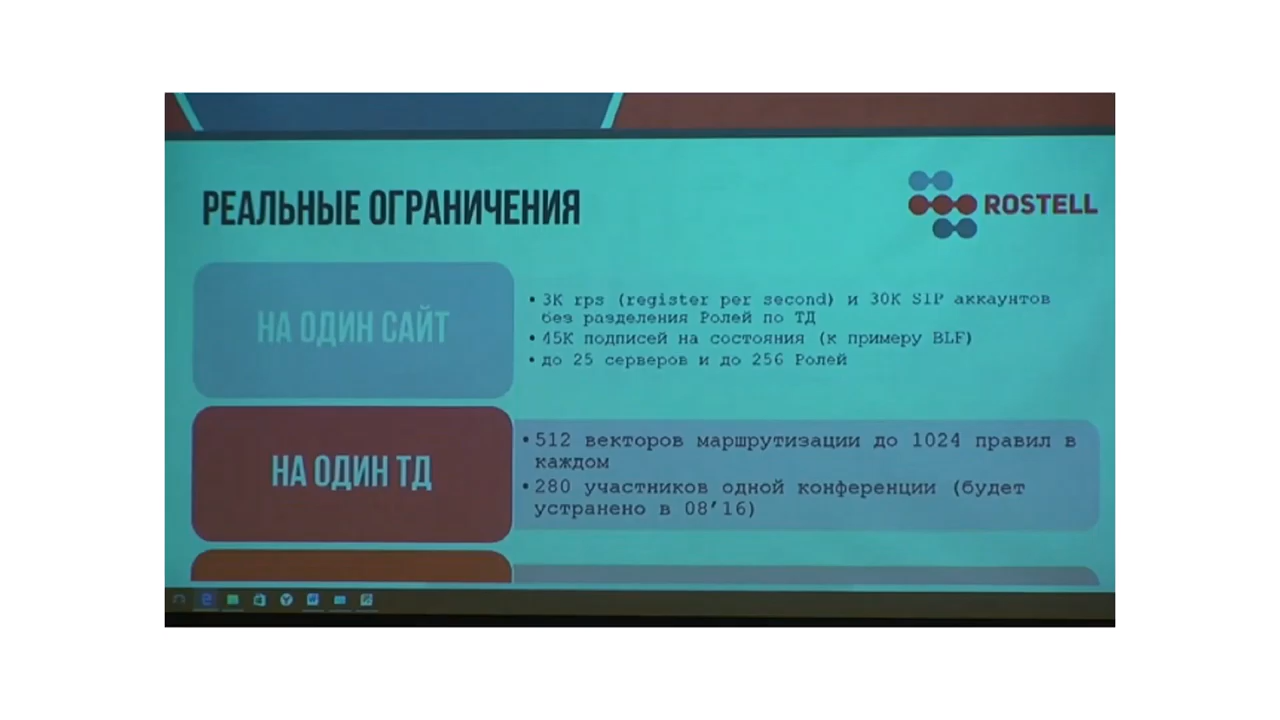 РЕАЛЬНЫЕ ОГРАНИЧЕНИЯ
ROSTELL
НА ОДИН САЙТ
• 3K rps (register per second) и 30K SIP аккаунтов
без разделения Ролей по ТД
• 45K подписей на состояния (к примеру BLF)
• до 25 серверов и до 256 Ролей
НА ОДИН ТД
• 512 векторов маршрутизации до 1024 правил в
каждом
• 280 участников одной конференции (будет
устранено в 08’16)